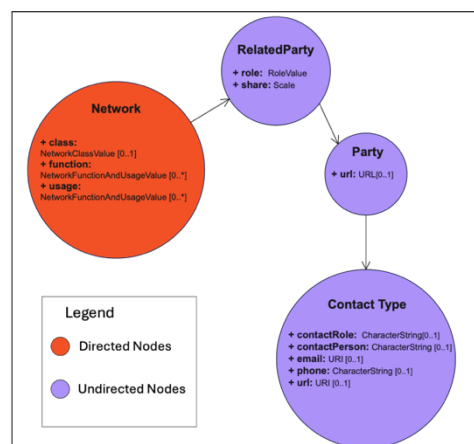 RelatedParty
+ role: RoleValue
+ share: Scale
Network
+ class:
NetworkClassValue [0..1]
+ function:
NetworkFunctionAndUsageValue [0..*]
+ usage:
NetworkFunctionAndUsageValue [0..*]
Party
+ url: URL[0..1]
Contact Type
+ contactRole: CharacterString[0..1]
+ contactPerson: CharacterString [0..1]
+ email: URI [0..1]
+ phone: CharacterString [0..1]
+ url: URI [0..1]
Legend
Directed Nodes
Undirected Nodes